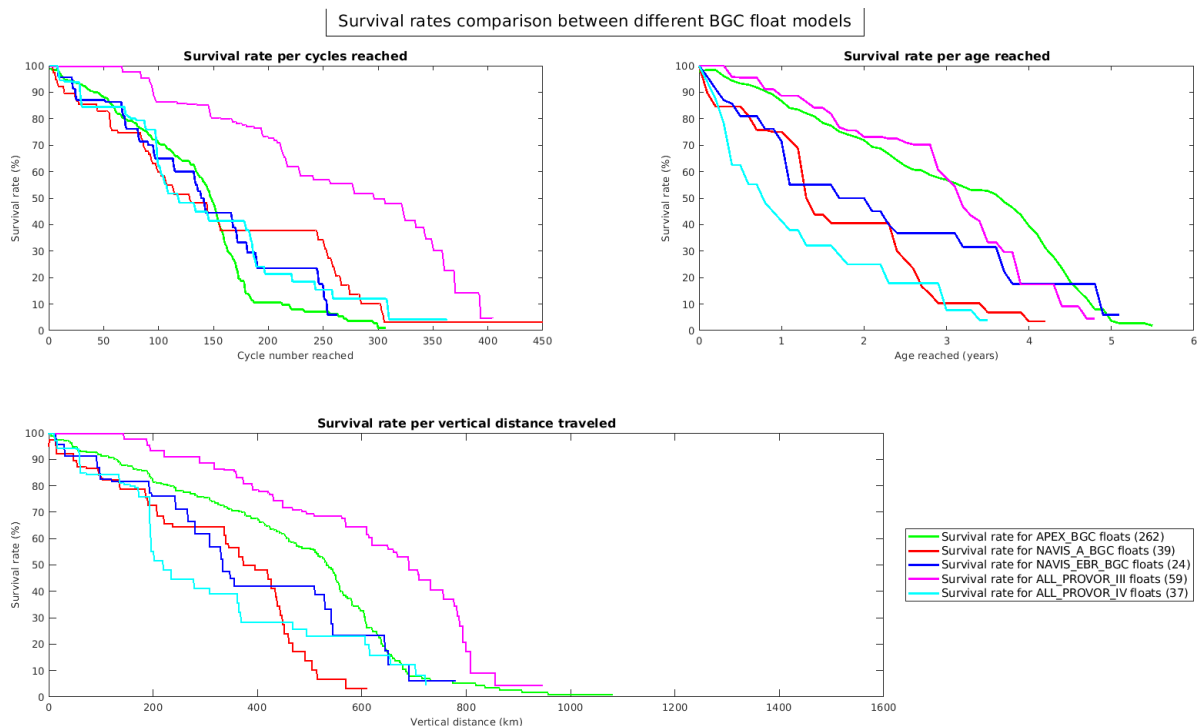 Survival rates comparison between different BGC float models
Survival rate per cycles reached
Survival rate (%)
100
90
80
70
60
50
40
30
20
10
0
0 50 100 150 200 250 300 350 400 450
Cycle number reached
Survival rate per age reached
Survival rate (%)
100
90
80
70
60
50
40
30
20
10
0
0 1 2 3 4 5 6
Age reached (years)
Survival rate per vertical distance traveled
Survival rate (%)
100
90
80
70
60
50
40
30
20
10
0
0 200 400 600 800 1000 1200 1400 1600
Vertical distance (km)
Survival rate for APEX_BGC floats (262)
Survival rate for NAVIS_A_BGC floats (39)
Survival rate for NAVIS_EBR_BGC floats (24)
Survival rate for ALL_PROVOR_III floats (59)
Survival rate for ALL_PROVOR_IV floats (37)